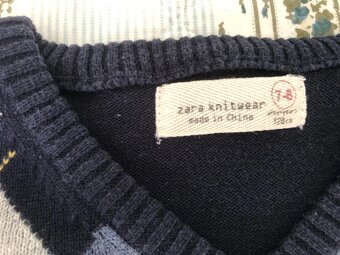 zara knitwear
made in China
7-8
128cm